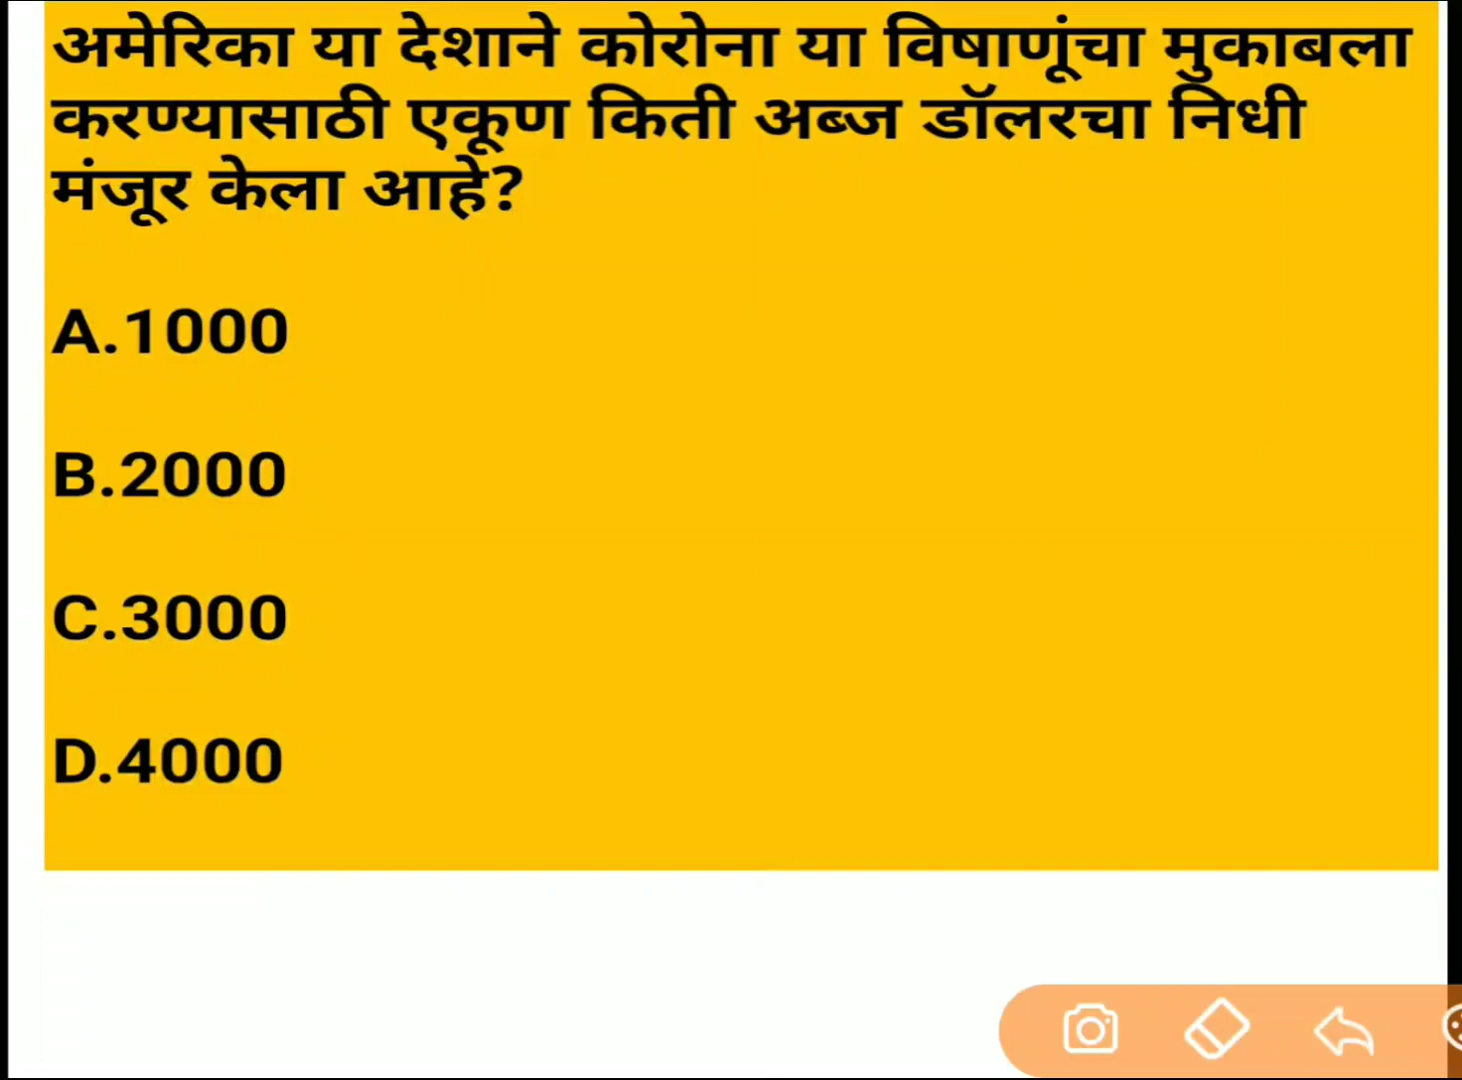 अमेरिका या देशाने कोरोना या विषाणूंचा मुकाबला
करण्यासाठी एकूण किती अब्ज डॉलरचा निधी
मंजूर केला आहे?
A.1000
B.2000
C.3000
D.4000